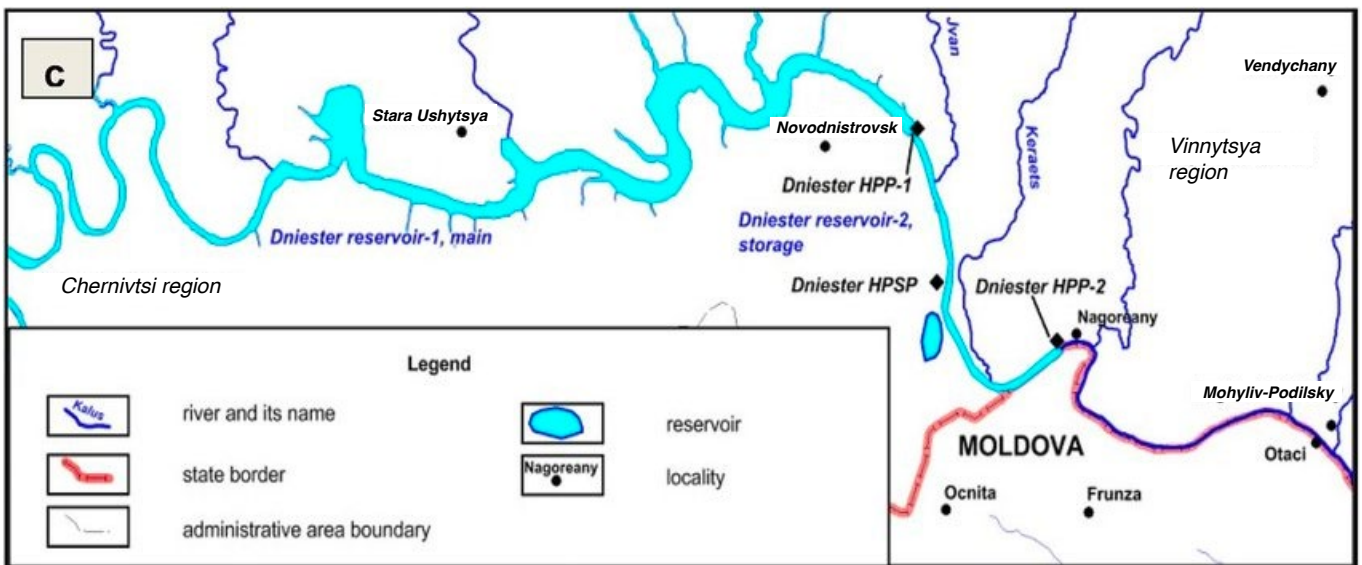 C
Jvan
Vendychany
Stara Ushytsya
Novodnistrovsk
Keraets
Vinnytsya
region
Dniester HPP-1
Dniester reservoir-1, main
Dniester reservoir-2,
storage
Chernivtsi region
Dniester HPSP
Dniester HPP-2
Nagoreany
Legend
Kalus
river and its name
reservoir
state border
Nagoreany
locality
administrative area boundary
Mohyliv-Podilsky
MOLDOVA
Otaci
Ocnita
Frunza